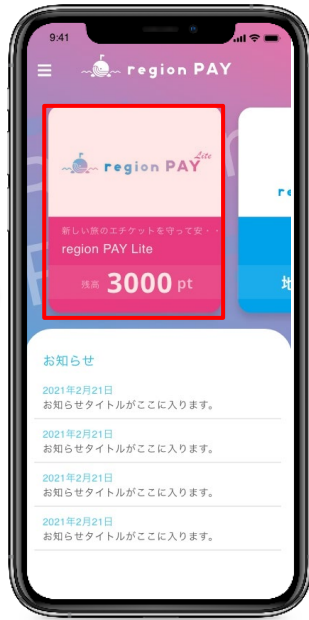 9:41
region PAY
region PAY
Lite
新しい旅のエチケットを守って安・・
region PAY Lite
残高 3000 pt
地
お知らせ
2021年2月21日
お知らせタイトルがここに入ります。
2021年2月21日
お知らせタイトルがここに入ります。
2021年2月21日
お知らせタイトルがここに入ります。
2021年2月21日
お知らせタイトルがここに入ります。